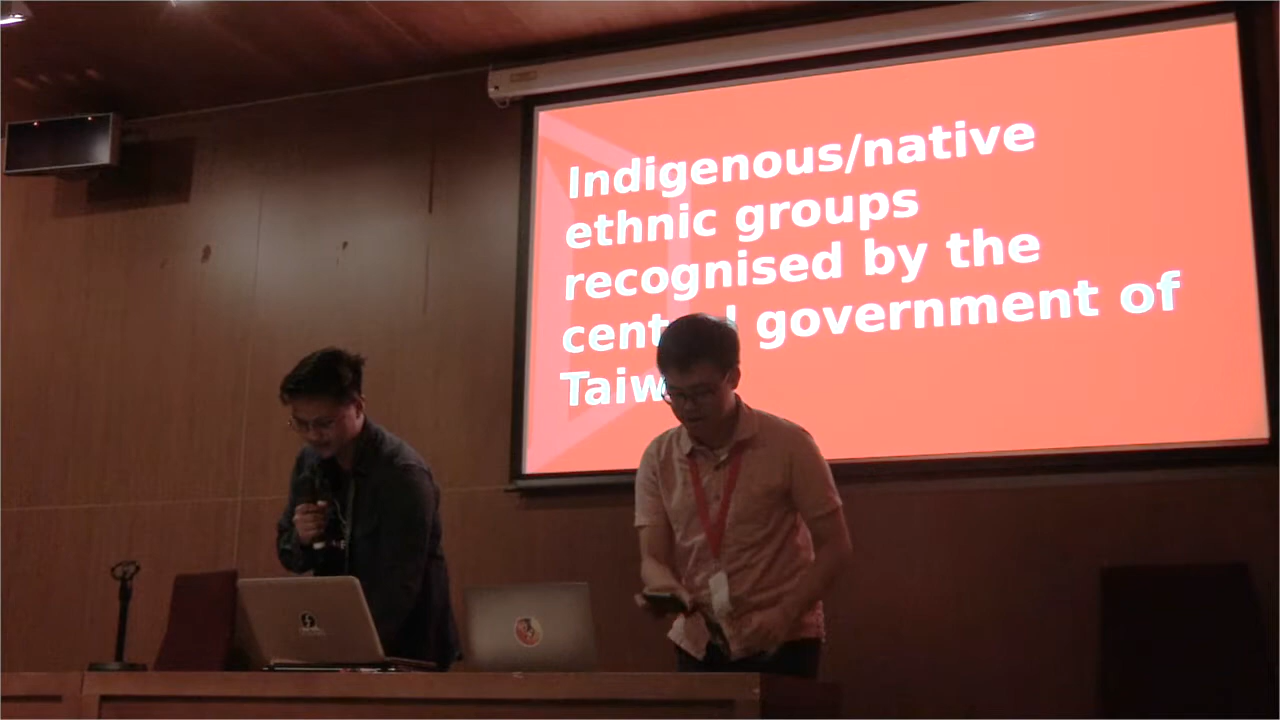 Indigenous/native
ethnic groups
recognised by the
government of